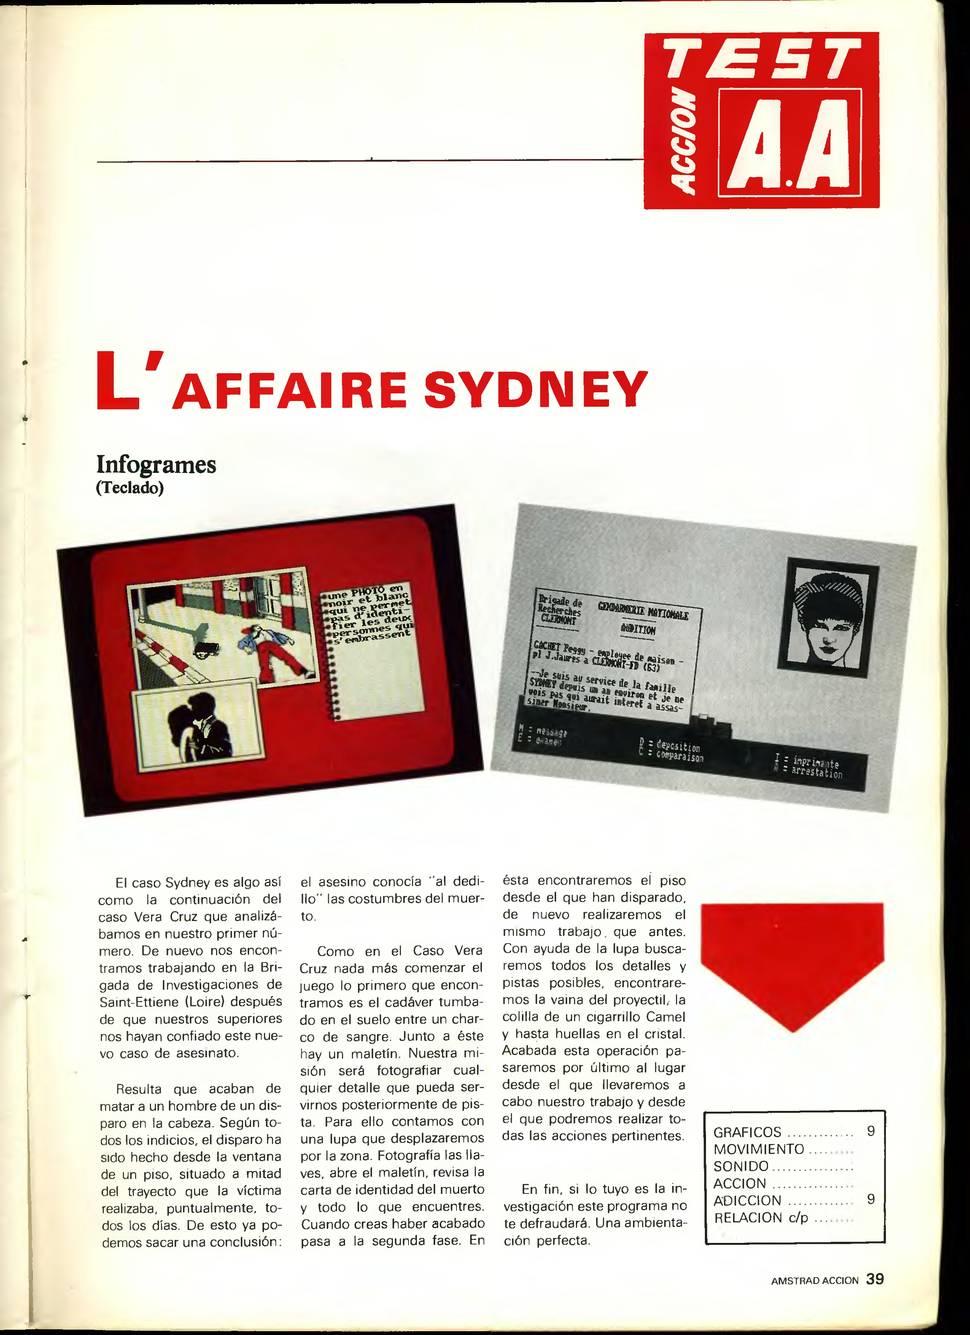 TEST
ACCION
A.A
L'AFFAIRE SYDNEY
Infogrames
(Teclado)
une PHOTO en
noir et blanc
qui ne permet
pas d'identi-
fier les deux
personnes qui
s'embrassent
Brigade de
Recherches
CLERMONT
GENDARMERIE NATIONALE
AUDITION
GACHET Peggy - employee de maison -
pl J.Jaures a CLERMONT-FD (63)
--Je suis au service de la famille
SYDNEY depuis un an environ et je ne
vois pas qui aurait interet a assas-
siner Monsieur.
M = message
E = examen
D = deposition
C = comparaison
I = imprimante
A = arrestation
El caso Sydney es algo así
como la continuación del
caso Vera Cruz que analizá-
bamos en nuestro primer nú-
mero. De nuevo nos encon-
tramos trabajando en la Bri-
gada de Investigaciones de
Saint-Ettiene (Loire) después
de que nuestros superiores
nos hayan confiado este nue-
vo caso de asesinato.
Resulta que acaban de
matar a un hombre de un dis-
paro en la cabeza. Según to-
dos los indicios, el disparo ha
sido hecho desde la ventana
de un piso, situado a mitad
del trayecto que la víctima
realizaba, puntualmente, to-
dos los días. De esto ya po-
demos sacar una conclusión:
el asesino conocía "al dedi-
llo" las costumbres del muer-
to.
Como en el Caso Vera
Cruz nada más comenzar el
juego lo primero que encon-
tramos es el cadáver tumba-
do en el suelo entre un char-
co de sangre. Junto a éste
hay un maletín. Nuestra mi-
sión será fotografiar cual-
quier detalle que pueda ser-
virnos posteriormente de pis-
ta. Para ello contamos con
una lupa que desplazaremos
por la zona. Fotografía las lla-
ves, abre el maletín, revisa la
carta de identidad del muerto
y todo lo que encuentres.
Cuando creas haber acabado
pasa a la segunda fase. En
ésta encontraremos el piso
desde el que han disparado,
de nuevo realizaremos el
mismo trabajo que antes.
Con ayuda de la lupa busca-
remos todos los detalles y
pistas posibles, encontrare-
mos la vaina del proyectil, la
colilla de un cigarrillo Camel
y hasta huellas en el cristal.
Acabada esta operación pa-
saremos por último al lugar
desde el que llevaremos a
cabo nuestro trabajo y desde
el que podremos realizar to-
das las acciones pertinentes.
En fin, si lo tuyo es la in-
vestigación este programa no
te defraudará. Una ambienta-
ción perfecta.
GRAFICOS ............. 9
MOVIMIENTO .........
SONIDO................
ACCION ................
ADICCION ............. 9
RELACION c/p ........
AMSTRAD ACCION 39